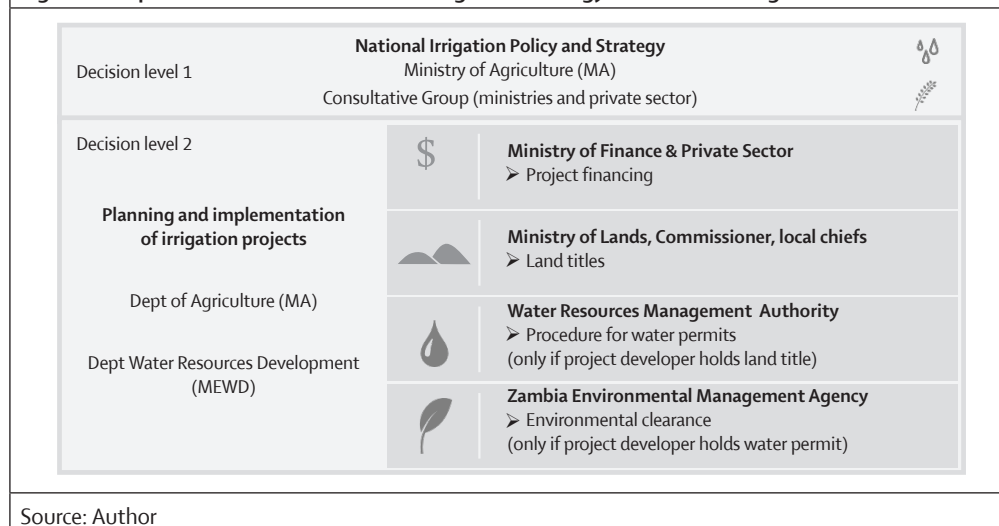 Decision level 1
National Irrigation Policy and Strategy
Ministry of Agriculture (MA)
Consultative Group (ministries and private sector)
Decision level 2
Planning and implementation
of irrigation projects
Dept of Agriculture (MA)
Dept Water Resources Development
(MEWD)
$
Ministry of Finance & Private Sector
➢ Project financing
Ministry of Lands, Commissioner, local chiefs
➢ Land titles
Water Resources Management Authority
➢ Procedure for water permits
(only if project developer holds land title)
Zambia Environmental Management Agency
➢ Environmental clearance
(only if project developer holds water permit)
Source: Author